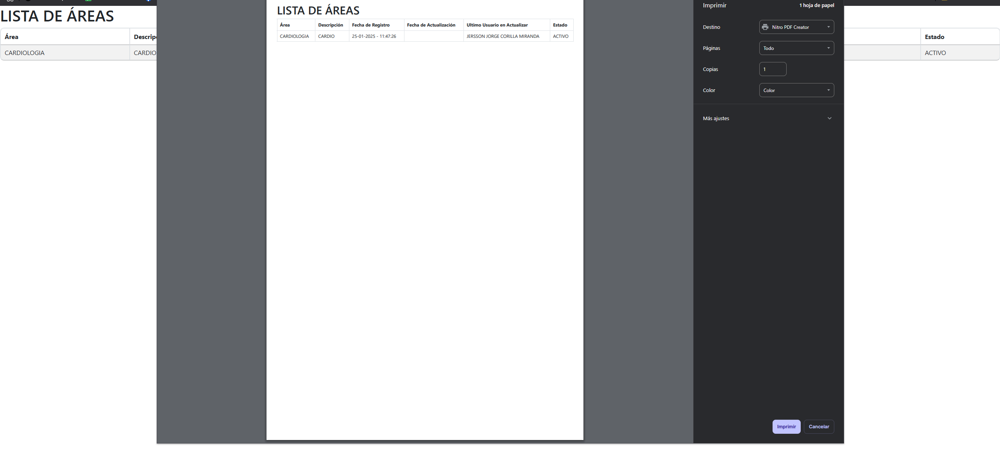 LISTA DE ÁREAS
Área Descripc
CARDIOLOGIA CARDIO
LISTA DE ÁREAS
Área Descripción Fecha de Registro Fecha de Actualización Ultimo Usuario en Actualizar Estado
CARDIOLOGIA CARDIO 25-01-2025 - 11:47:26 JERSSON JORGE CORILLA MIRANDA ACTIVO
Imprimir 1 hoja de papel
Destino Nitro PDF Creator
Páginas Todo
Copias 1
Color Color
Más ajustes
Imprimir Cancelar
Estado
ACTIVO